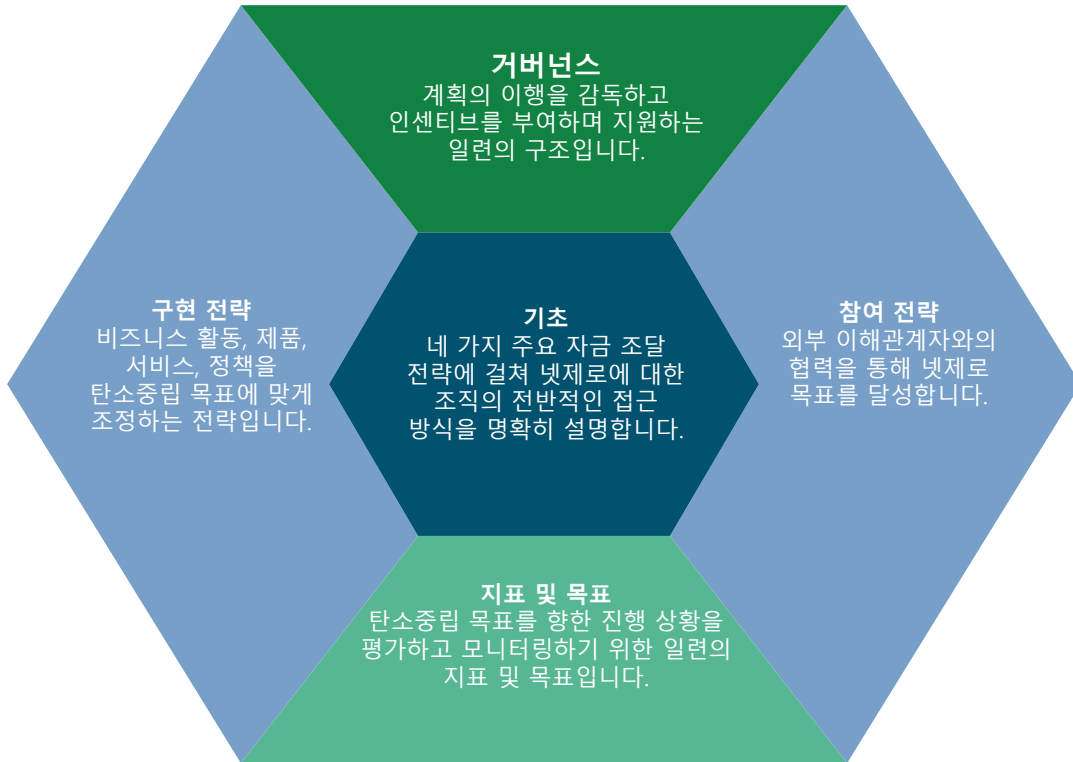 거버넌스
계획의 이행을 감독하고
인센티브를 부여하며 지원하는
일련의 구조입니다.
구현 전략
비즈니스 활동, 제품,
서비스, 정책을
탄소중립 목표에 맞게
조정하는 전략입니다.
기초
네 가지 주요 자금 조달
전략에 걸쳐 넷제로에 대한
조직의 전반적인 접근
방식을 명확히 설명합니다.
참여 전략
외부 이해관계자와의
협력을 통해 넷제로
목표를 달성합니다.
지표 및 목표
탄소중립 목표를 향한 진행 상황을
평가하고 모니터링하기 위한 일련의
지표 및 목표입니다.